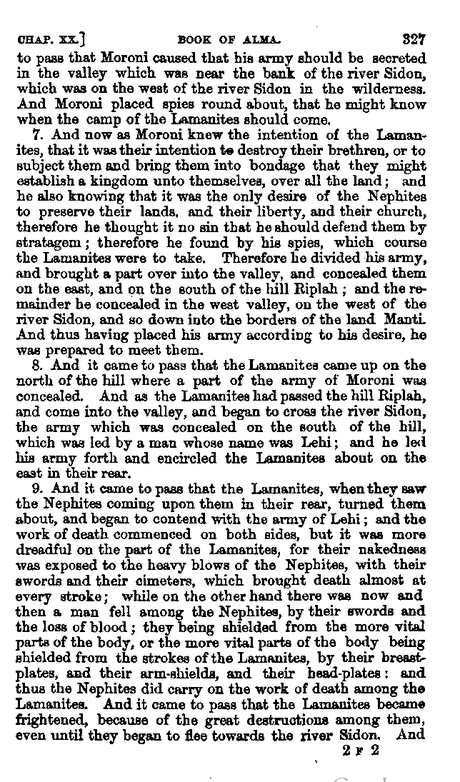 CHAP. XX.] BOOK OF ALMA. 327
to pass that Moroni caused that his army should be secreted
in the valley which was near the bank of the river Sidon,
which was on the west of the river Sidon in the wilderness.
And Moroni placed spies round about, that he might know
when the camp of the Lamanites should come.
7. And now as Moroni knew the intention of the Laman-
ites, that it was their intention to destroy their brethren, or to
subject them and bring them into bondage that they might
establish a kingdom unto themselves, over all the land; and
he also knowing that it was the only desire of the Nephites
to preserve their lands, and their liberty, and their church,
therefore he thought it no sin that he should defend them by
stratagem; therefore he found by his spies, which course
the Lamanites were to take. Therefore he divided his army,
and brought a part over into the valley, and concealed them
on the east, and on the south of the hill Riplah; and the re-
mainder he concealed in the west valley, on the west of the
river Sidon, and so down into the borders of the land Manti.
And thus having placed his army according to his desire, he
was prepared to meet them.
8. And it came to pass that the Lamanites came up on the
north of the hill where a part of the army of Moroni was
concealed. And as the Lamanites had passed the hill Riplah,
and come into the valley, and began to cross the river Sidon,
the army which was concealed on the south of the hill,
which was led by a man whose name was Lehi; and he led
his army forth and encircled the Lamanites about on the
east in their rear.
9. And it came to pass that the Lamanites, when they saw
the Nephites coming upon them in their rear, turned them
about, and began to contend with the army of Lehi; and the
work of death commenced on both sides, but it was more
dreadful on the part of the Lamanites, for their nakedness
was exposed to the heavy blows of the Nephites, with their
swords and their cimeters, which brought death almost at
every stroke; while on the other hand there was now and
then a man fell among the Nephites, by their swords and
the loss of blood; they being shielded from the more vital
parts of the body, or the more vital parts of the body being
shielded from the strokes of the Lamanites, by their breast-
plates, and their arm-shields, and their head-plates: and
thus the Nephites did carry on the work of death among the
Lamanites. And it came to pass that the Lamanites became
frightened, because of the great destructions among them,
even until they began to flee towards the river Sidon. And
2 F 2